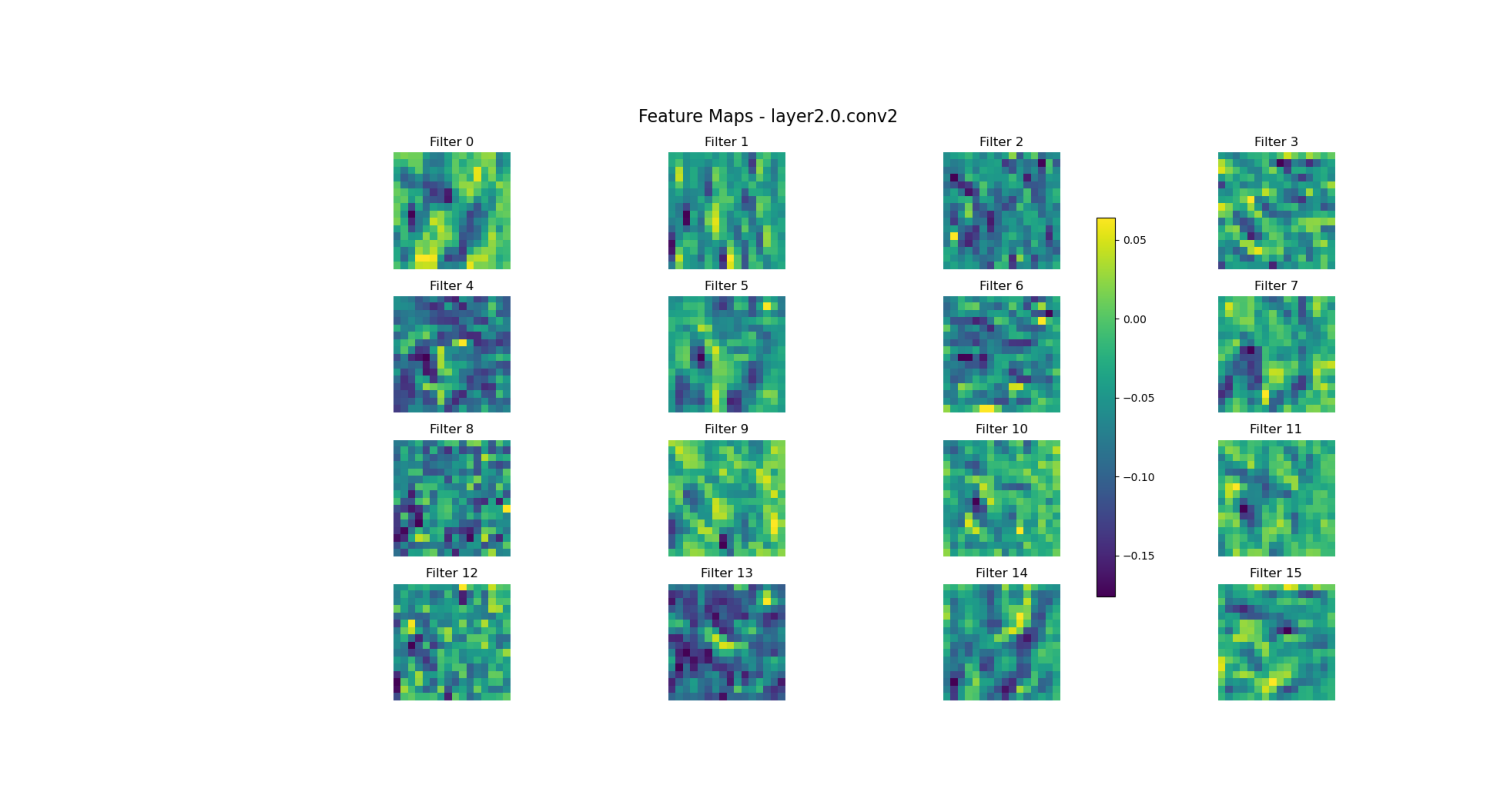 Feature Maps - layer2.0.conv2
Filter 0
Filter 1
Filter 2
Filter 3
Filter 4
Filter 5
Filter 6
Filter 7
Filter 8
Filter 9
Filter 10
Filter 11
Filter 12
Filter 13
Filter 14
Filter 15
0.05
0.00
−0.05
−0.10
−0.15